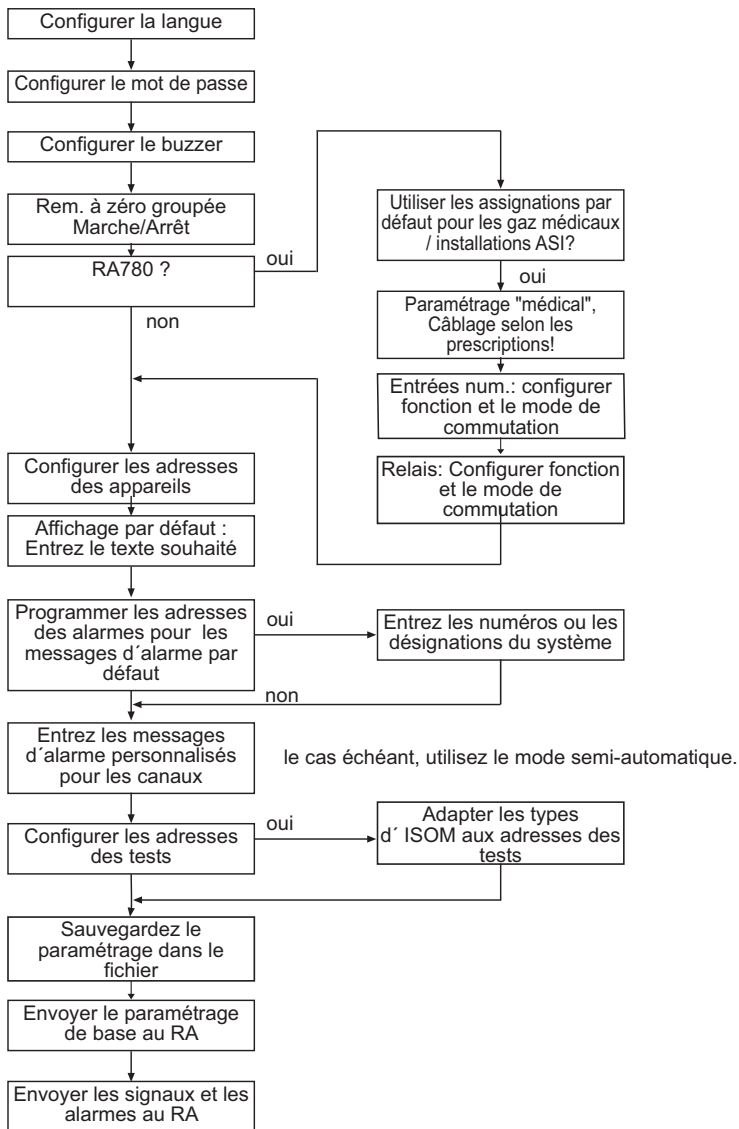 Configurer la langue
Configurer le mot de passe
Configurer le buzzer
Rem. à zéro groupée
Marche/Arrêt
RA780 ?
oui
non
Utiliser les assignations par
défaut pour les gaz médicaux
/ installations ASI?
oui
Paramétrage "médical",
Câblage selon les
prescriptions!
Entrées num.: configurer
fonction et le mode de
commutation
Relais: Configurer fonction
et le mode de
commutation
Configurer les adresses
des appareils
Affichage par défaut :
Entrez le texte souhaité
Programmer les adresses
des alarmes pour les
messages d´alarme par
défaut
oui
Entrez les numéros ou les
désignations du système
non
Entrez les messages
d´alarme personnalisés
pour les canaux
le cas échéant, utilisez le mode semi-automatique.
Configurer les adresses
des tests
oui
Adapter les types
d´ ISOM aux adresses des
tests
Sauvegardez le
paramétrage dans le
fichier
Envoyer le paramétrage
de base au RA
Envoyer les signaux et les
alarmes au RA